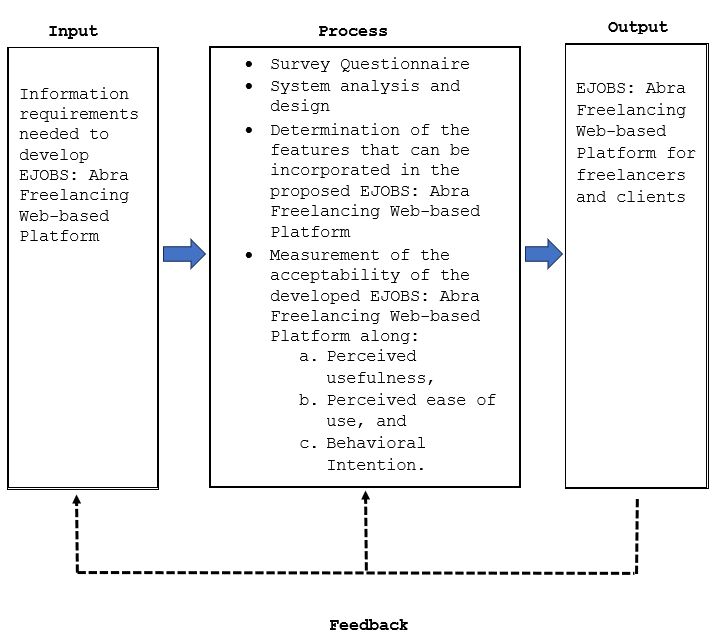 Input
Information
requirements
needed to
develop
EJOBS: Abra
Freelancing
Web-based
Platform
Process
• Survey Questionnaire
• System analysis and
design
• Determination of the
features that can be
incorporated in the
proposed EJOBS: Abra
Freelancing Web-based
Platform
• Measurement of the
acceptability of the
developed EJOBS: Abra
Freelancing Web-based
Platform along:
a. Perceived
usefulness,
b. Perceived ease of
use, and
c. Behavioral
Intention.
Output
EJOBS: Abra
Freelancing
Web-based
Platform for
freelancers
and clients
Feedback